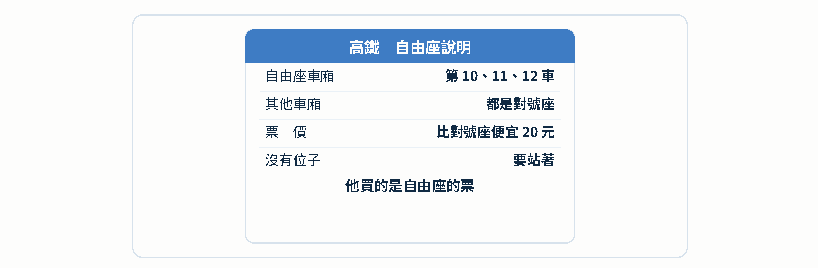 高鐵　自由座說明
自由座車廂　第 10、11、12 車
其他車廂　都是對號座
票　價　比對號座便宜 20 元
沒有位子　要站著
他買的是自由座的票